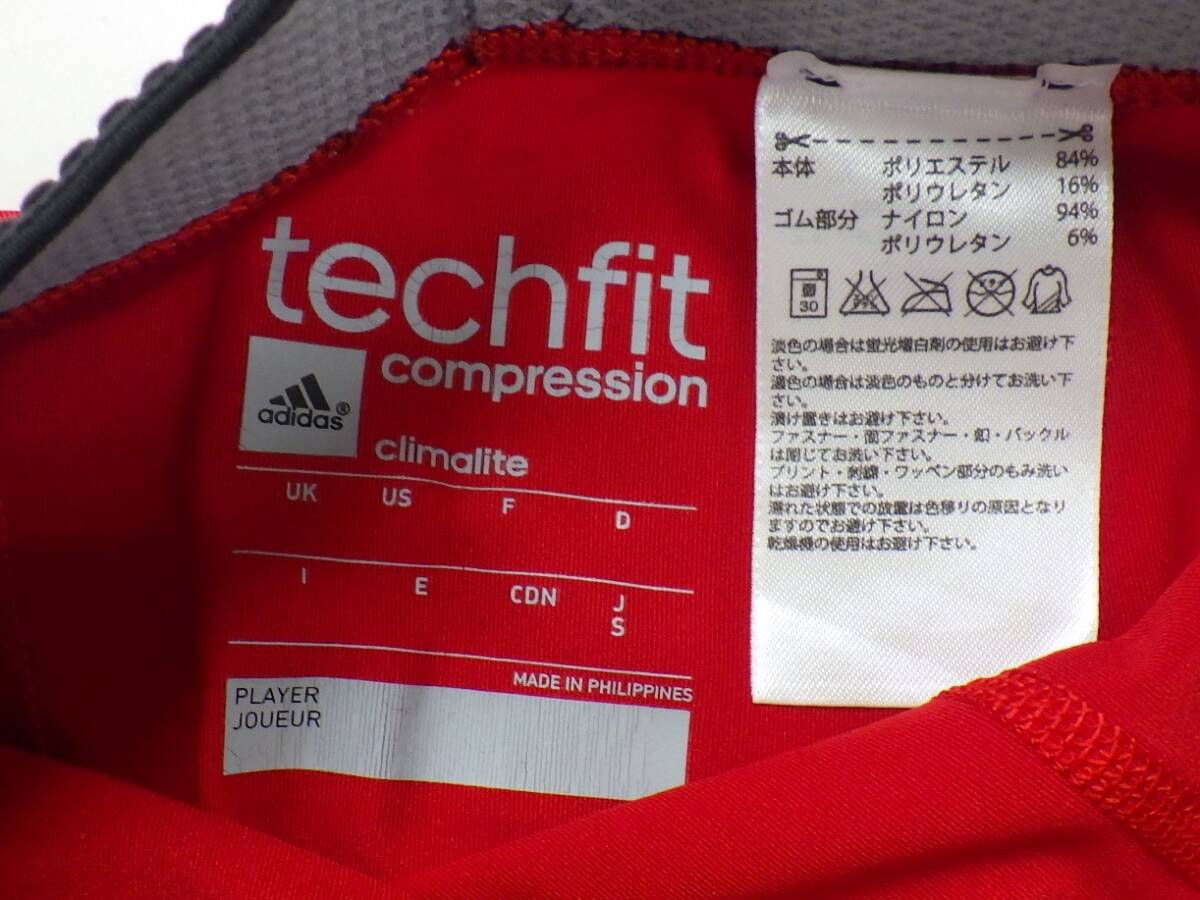 techfit
compression
adidas®
climalite
UK US F D
I E CDN J
S
MADE IN PHILIPPINES
PLAYER
JOUEUR
本体 ポリエステル 84%
ポリウレタン 16%
ゴム部分 ナイロン 94%
ポリウレタン 6%
30
淡色の場合は蛍光増白剤の使用はお避け下
さい。
濃色の場合は淡色のものと分けてお洗い下
さい。
漬け置きはお避け下さい。
ファスナー・面ファスナー・釦・バックル
は閉じてお洗い下さい。
プリント・刺繍・ワッペン部分のもみ洗い
はお避け下さい。
濡れた状態での放置は色移りの原因となり
ますのでお避け下さい。
乾燥機の使用はお避け下さい。